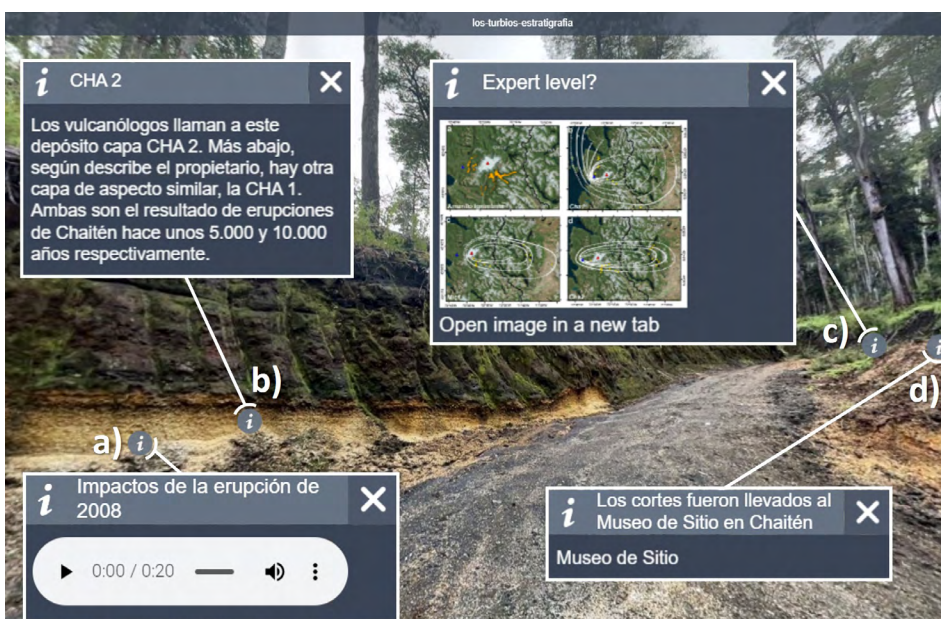 los-turbios-estratigrafia
i CHA 2
Los vulcanólogos llaman a este
depósito capa CHA 2. Más abajo,
según describe el propietario, hay otra
capa de aspecto similar, la CHA 1.
Ambas son el resultado de erupciones
de Chaitén hace unos 5.000 y 10.000
años respectivamente.
i Expert level?
Open image in a new tab
c) i
i
d)
b)
i
a) i
i Impactos de la erupción de
2008
0:00 / 0:20
i Los cortes fueron llevados al
Museo de Sitio en Chaitén
Museo de Sitio